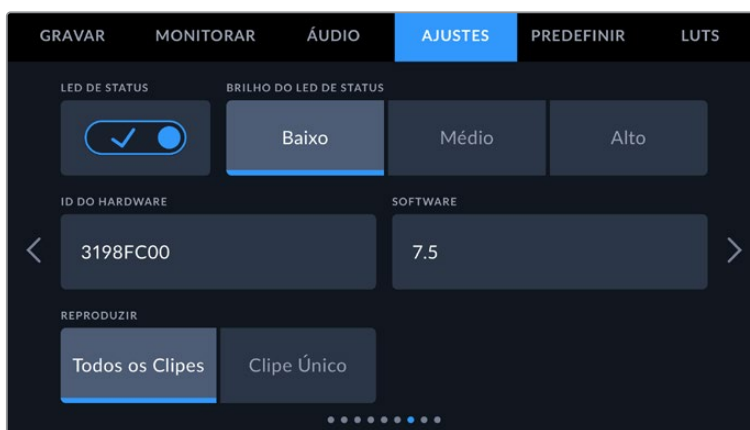 GRAVAR MONITORAR ÁUDIO AJUSTES PREDEFINIR LUTS
LED DE STATUS BRILHO DO LED DE STATUS
Baixo Médio Alto
ID DO HARDWARE SOFTWARE
3198FC00 7.5
REPRODUZIR
Todos os Clipes Clipe Único